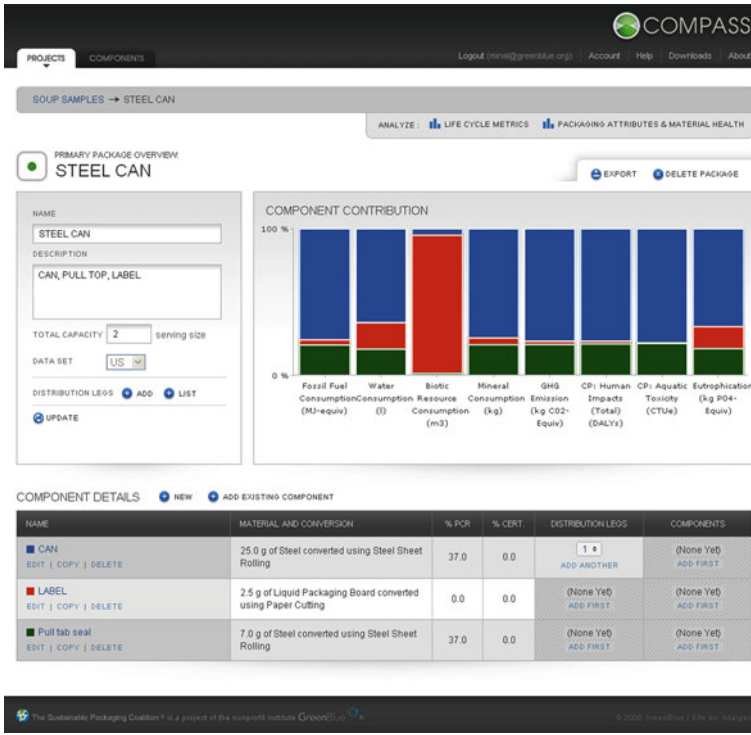 COMPASS
PROJECTS COMPONENTS
Logout (minal@greenblue.org) Account Help Downloads About
SOUP SAMPLES → STEEL CAN
ANALYZE : LIFE CYCLE METRICS PACKAGING ATTRIBUTES & MATERIAL HEALTH
PRIMARY PACKAGE OVERVIEW:
STEEL CAN
EXPORT DELETE PACKAGE
NAME
STEEL CAN
DESCRIPTION
CAN, PULL TOP, LABEL
TOTAL CAPACITY 2 serving size
DATA SET US
DISTRIBUTION LEGS ADD LIST
UPDATE
COMPONENT CONTRIBUTION
100 %
0 %
Fossil Fuel Consumption (MJ-equiv)
Water Consumption (l)
Biotic Resource Consumption (m3)
Mineral Consumption (kg)
GHG Emission (kg CO2-Equiv)
CP: Human Impacts (Total) (DALYs)
CP: Aquatic Toxicity (CTUe)
Eutrophication (kg PO4-Equiv)
COMPONENT DETAILS NEW ADD EXISTING COMPONENT
NAME MATERIAL AND CONVERSION % PCR % CERT. DISTRIBUTION LEGS COMPONENTS
CAN
EDIT | COPY | DELETE
25.0 g of Steel converted using Steel Sheet
Rolling
37.0 0.0
1
ADD ANOTHER
(None Yet)
ADD FIRST
LABEL
EDIT | COPY | DELETE
2.5 g of Liquid Packaging Board converted
using Paper Cutting
0.0 0.0
(None Yet)
ADD FIRST
(None Yet)
ADD FIRST
Pull tab seal
EDIT | COPY | DELETE
7.0 g of Steel converted using Steel Sheet
Rolling
37.0 0.0
(None Yet)
ADD FIRST
(None Yet)
ADD FIRST
The Sustainable Packaging Coalition ® is a project of the nonprofit institute GreenBlue
GreenBlue | Site by: